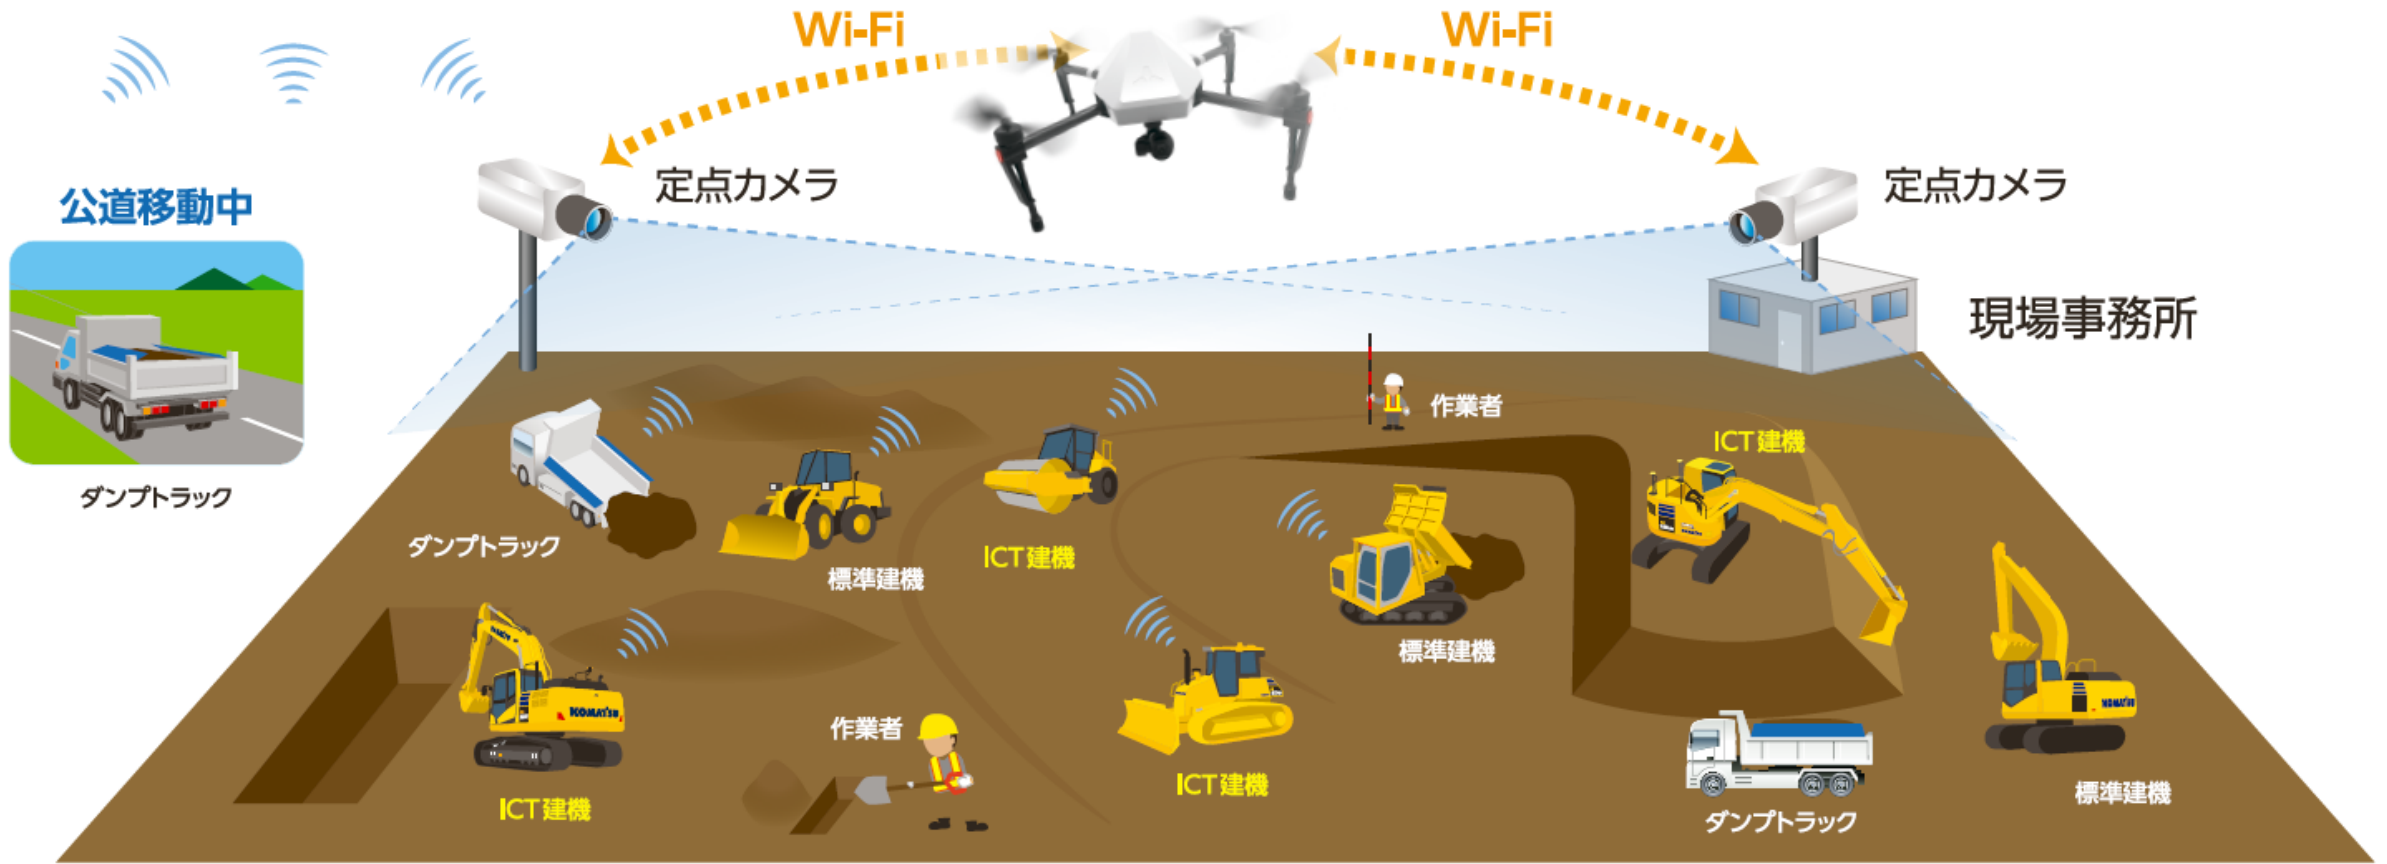 Wi-Fi
Wi-Fi
定点カメラ
定点カメラ
公道移動中
現場事務所
作業者
ICT建機
ダンプトラック
ダンプトラック
ICT建機
標準建機
標準建機
KOMATSU
KOMATSU
作業者
ICT建機
ICT建機
標準建機
ダンプトラック